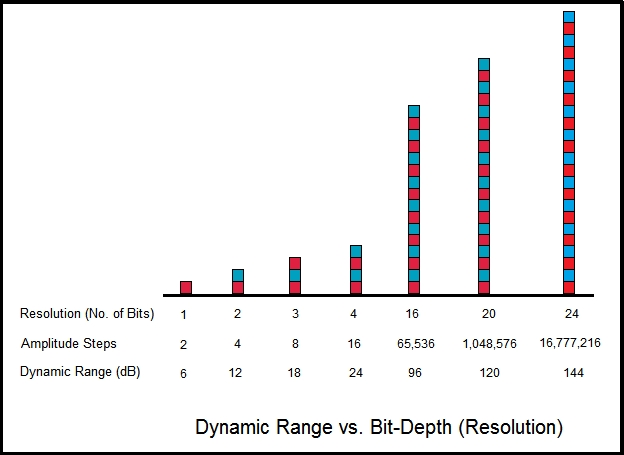 Resolution (No. of Bits) 1 2 3 4 16 20 24
Amplitude Steps 2 4 8 16 65,536 1,048,576 16,777,216
Dynamic Range (dB) 6 12 18 24 96 120 144
Dynamic Range vs. Bit-Depth (Resolution)